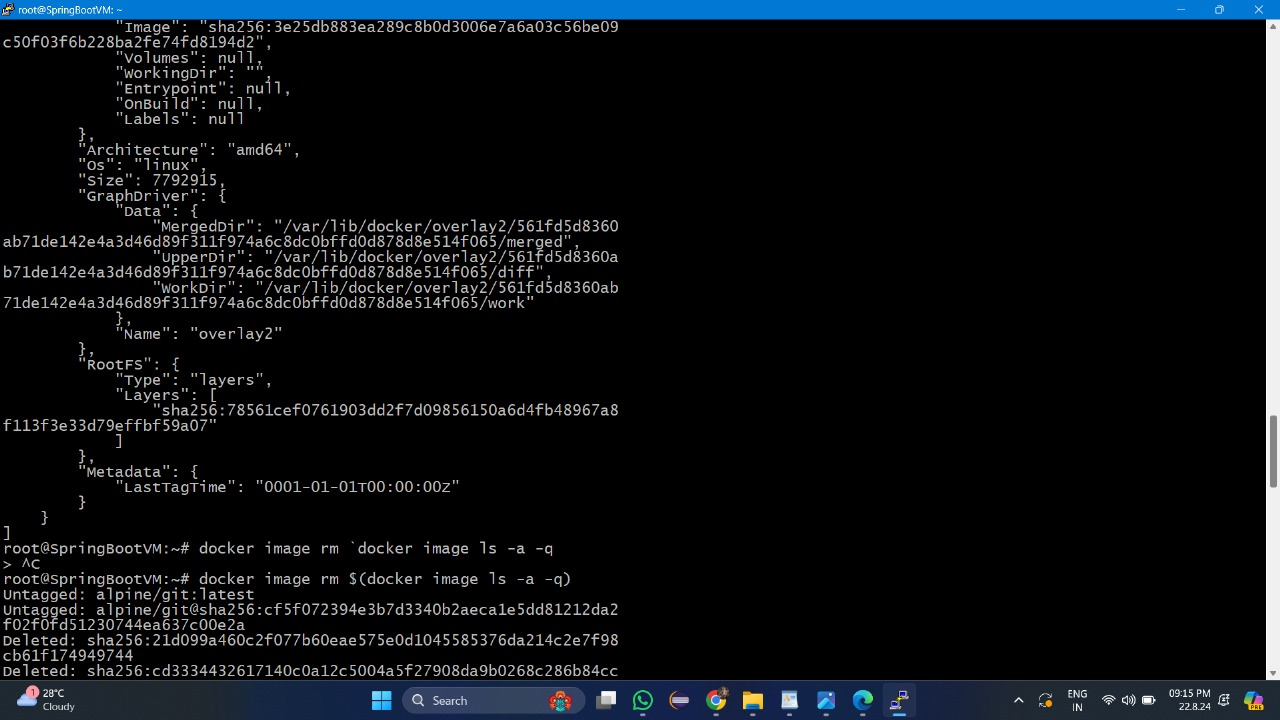 root@SpringBootVM: ~
"Image": "sha256:3e25db883ea289c8b0d3006e7a6a03c56be09
c50f03f6b228ba2fe74fd8194d2",
"Volumes": null,
"WorkingDir": "",
"Entrypoint": null,
"OnBuild": null,
"Labels": null
},
"Architecture": "amd64",
"Os": "linux",
"Size": 7792915,
"GraphDriver": {
"Data": {
"MergedDir": "/var/lib/docker/overlay2/561fd5d8360
ab71de142e4a3d46d89f311f974a6c8dc0bffd0d878d8e514f065/merged",
"UpperDir": "/var/lib/docker/overlay2/561fd5d8360a
b71de142e4a3d46d89f311f974a6c8dc0bffd0d878d8e514f065/diff",
"WorkDir": "/var/lib/docker/overlay2/561fd5d8360ab
71de142e4a3d46d89f311f974a6c8dc0bffd0d878d8e514f065/work"
},
"Name": "overlay2"
},
"RootFS": {
"Type": "layers",
"Layers": [
"sha256:78561cef0761903dd2f7d09856150a6d4fb48967a8
f113f3e33d79effbf59a07"
]
},
"Metadata": {
"LastTagTime": "0001-01-01T00:00:00Z"
}
}
]
root@SpringBootVM:~# docker image rm `docker image ls -a -q
> ^C
root@SpringBootVM:~# docker image rm $(docker image ls -a -q)
Untagged: alpine/git:latest
Untagged: alpine/git@sha256:cf5f072394e3b7d3340b2aeca1e5dd81212da2
f02f0fd51230744ea637c00e2a
Deleted: sha256:21d099a460c2f077b60eae575e0d1045585376da214c2e7f98
cb61f174949744
Deleted: sha256:cd3334432617140c0a12c5004a5f27908da9b0268c286b84cc
1
28°C
Cloudy
Search
ENG
IN
09:15 PM
22.8.24
PRE